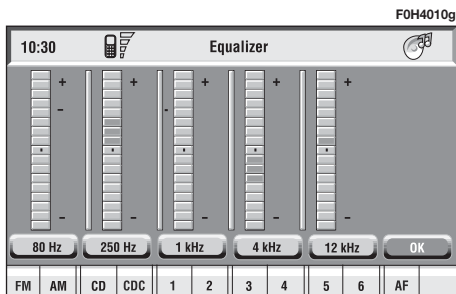 F0H4010g
10:30 Equalizer
+ + + + +
- -
- - - -
80 Hz 250 Hz 1 kHz 4 kHz 12 kHz OK
FM AM CD CDC 1 2 3 4 5 6 AF